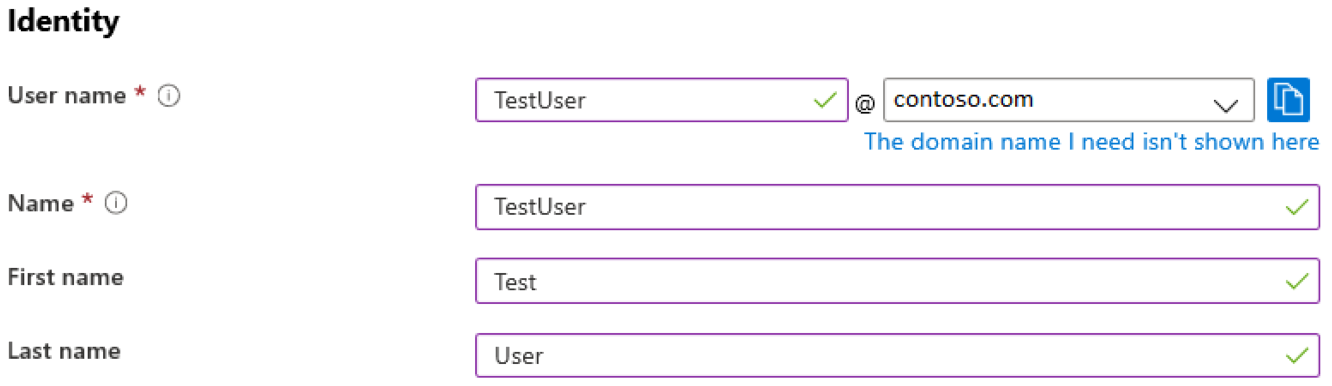 Identity
User name * TestUser @ contoso.com
The domain name I need isn't shown here
Name * TestUser
First name Test
Last name User